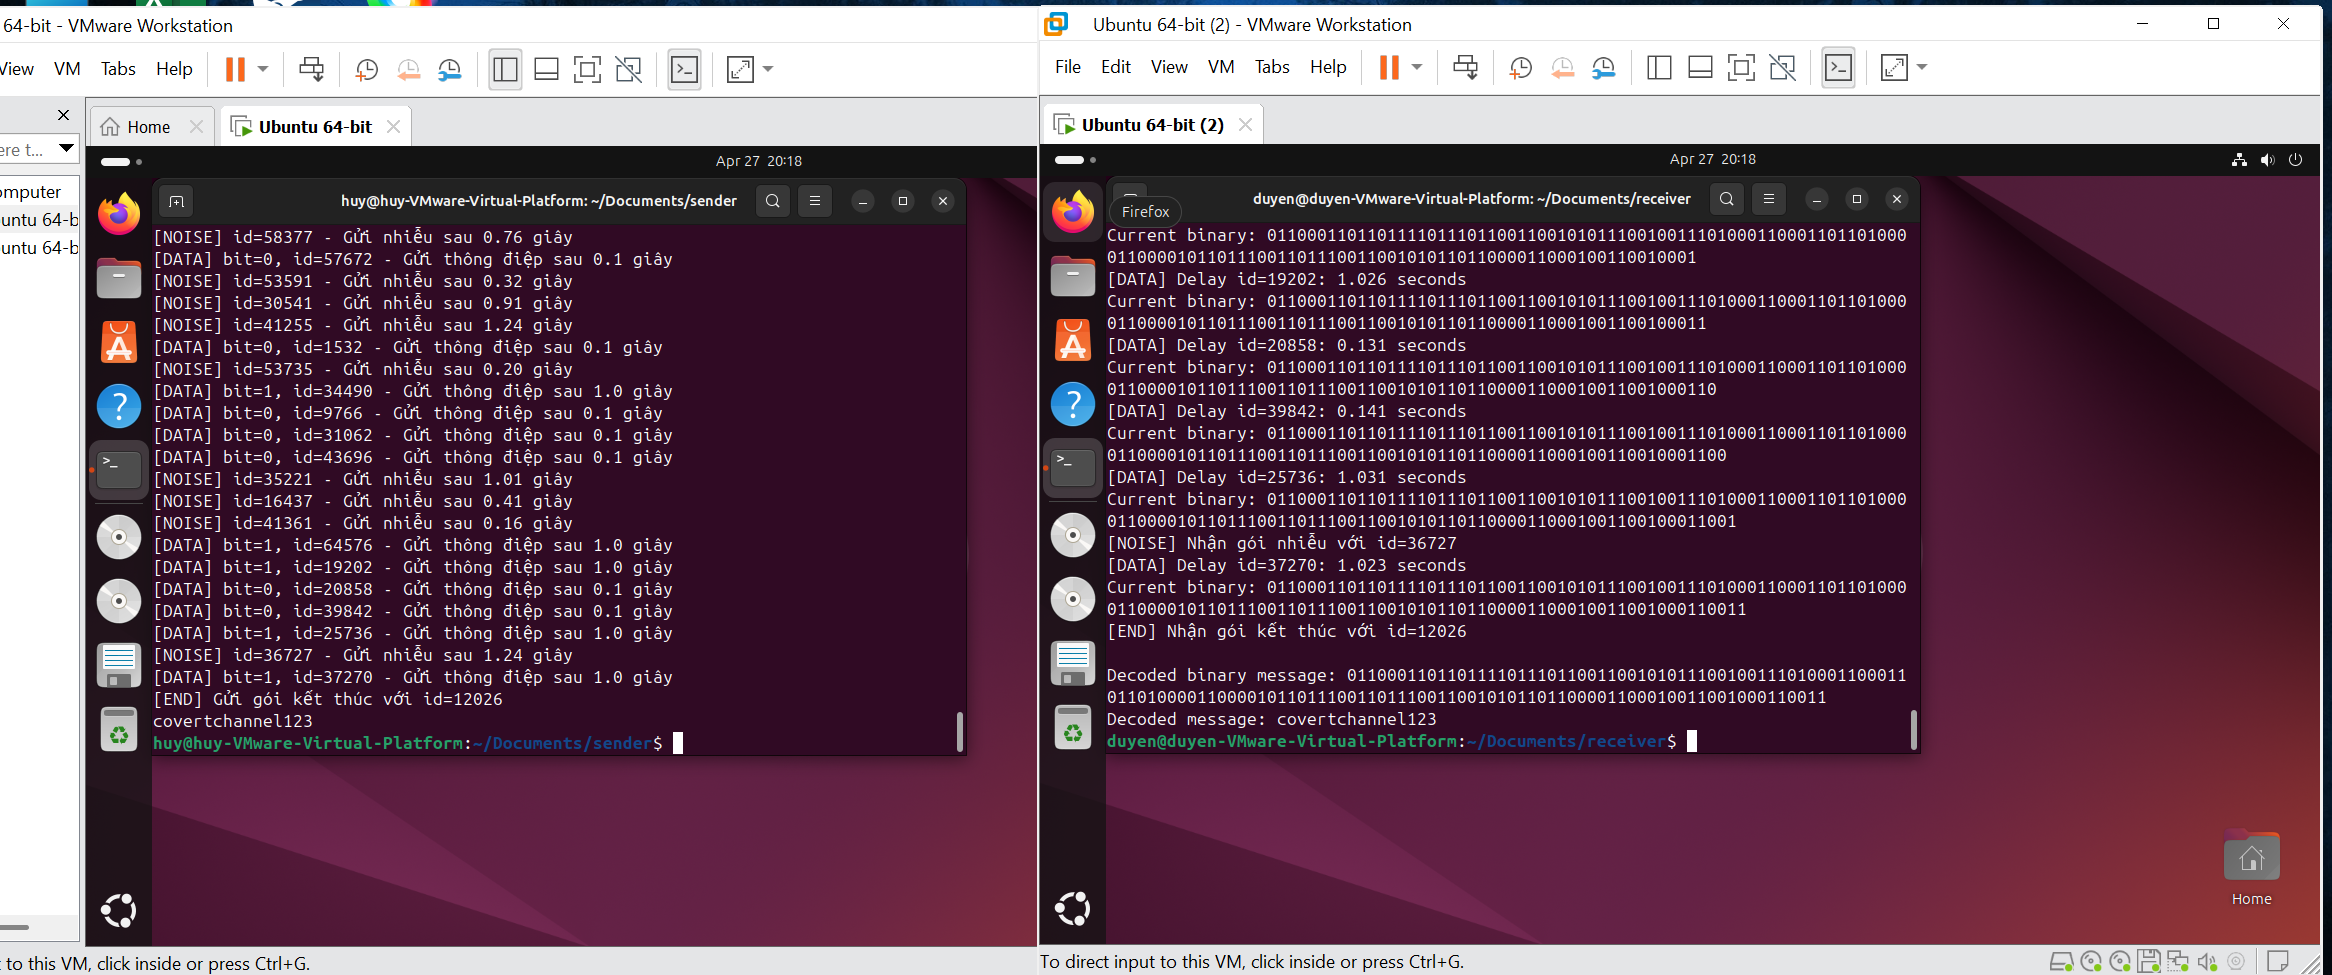 64-bit - VMware Workstation
View VM Tabs Help
ere t...
omputer
untu 64-b
untu 64-b
Home
Ubuntu 64-bit
Apr 27 20:18
huy@huy-VMware-Virtual-Platform: ~/Documents/sender
[NOISE] id=58377 - Gửi nhiễu sau 0.76 giây
[DATA] bit=0, id=57672 - Gửi thông điệp sau 0.1 giây
[NOISE] id=53591 - Gửi nhiễu sau 0.32 giây
[NOISE] id=30541 - Gửi nhiễu sau 0.91 giây
[NOISE] id=41255 - Gửi nhiễu sau 1.24 giây
[DATA] bit=0, id=1532 - Gửi thông điệp sau 0.1 giây
[NOISE] id=53735 - Gửi nhiễu sau 0.20 giây
[DATA] bit=1, id=34490 - Gửi thông điệp sau 1.0 giây
[DATA] bit=0, id=9766 - Gửi thông điệp sau 0.1 giây
[DATA] bit=0, id=31062 - Gửi thông điệp sau 0.1 giây
[DATA] bit=0, id=43696 - Gửi thông điệp sau 0.1 giây
[NOISE] id=35221 - Gửi nhiễu sau 1.01 giây
[NOISE] id=16437 - Gửi nhiễu sau 0.41 giây
[NOISE] id=41361 - Gửi nhiễu sau 0.16 giây
[DATA] bit=1, id=64576 - Gửi thông điệp sau 1.0 giây
[DATA] bit=1, id=19202 - Gửi thông điệp sau 1.0 giây
[DATA] bit=0, id=20858 - Gửi thông điệp sau 0.1 giây
[DATA] bit=0, id=39842 - Gửi thông điệp sau 0.1 giây
[DATA] bit=1, id=25736 - Gửi thông điệp sau 1.0 giây
[NOISE] id=36727 - Gửi nhiễu sau 1.24 giây
[DATA] bit=1, id=37270 - Gửi thông điệp sau 1.0 giây
[END] Gửi gói kết thúc với id=12026
covertchannel123
huy@huy-VMware-Virtual-Platform:~/Documents/sender$
t to this VM, click inside or press Ctrl+G.
Ubuntu 64-bit (2) - VMware Workstation
File Edit View VM Tabs Help
Ubuntu 64-bit (2)
Apr 27 20:18
duyen@duyen-VMware-Virtual-Platform: ~/Documents/receiver
Firefox
Current binary: 0110001101101111011101100110010101110010011101000110001101101000
01100001011011100110111001100101011011000011000100110010001
[DATA] Delay id=19202: 1.026 seconds
Current binary: 0110001101101111011101100110010101110010011101000110001101101000
011000010110111001101110011001010110110000110001001100100011
[DATA] Delay id=20858: 0.131 seconds
Current binary: 0110001101101111011101100110010101110010011101000110001101101000
0110000101101110011011100110010101101100001100010011001000110
[DATA] Delay id=39842: 0.141 seconds
Current binary: 0110001101101111011101100110010101110010011101000110001101101000
01100001011011100110111001100101011011000011000100110010001100
[DATA] Delay id=25736: 1.031 seconds
Current binary: 0110001101101111011101100110010101110010011101000110001101101000
011000010110111001101110011001010110110000110001001100100011001
[NOISE] Nhận gói nhiễu với id=36727
[DATA] Delay id=37270: 1.023 seconds
Current binary: 0110001101101111011101100110010101110010011101000110001101101000
0110000101101110011011100110010101101100001100010011001000110011
[END] Nhận gói kết thúc với id=12026
Decoded binary message: 01100011011011110111011001100101011100100111010001100011
011010000110000101101110011011100110010101101100001100010011001000110011
Decoded message: covertchannel123
duyen@duyen-VMware-Virtual-Platform:~/Documents/receiver$
Home
To direct input to this VM, click inside or press Ctrl+G.